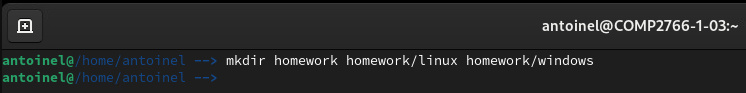 antoinel@COMP2766-1-03:~
antoinel@/home/antoinel --> mkdir homework homework/linux homework/windows
antoinel@/home/antoinel -->